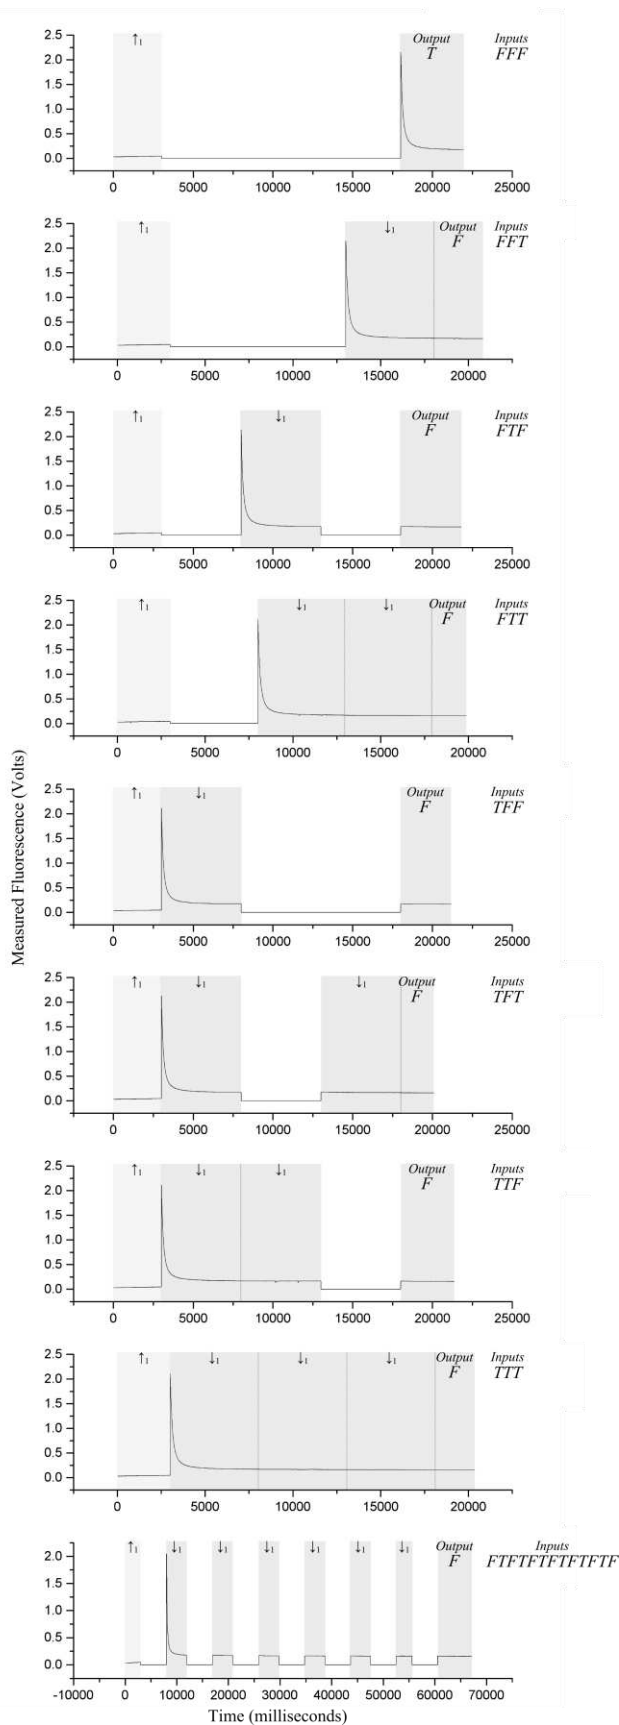 2.5
2.0
1.5
1.0
0.5
0.0
↑1
Output
T
Inputs
FFF
0 5000 10000 15000 20000 25000
2.5
2.0
1.5
1.0
0.5
0.0
↑1
↓1
Output
F
Inputs
FFT
0 5000 10000 15000 20000
2.5
2.0
1.5
1.0
0.5
0.0
↑1
↓1
Output
F
Inputs
FTF
0 5000 10000 15000 20000 25000
2.5
2.0
1.5
1.0
0.5
0.0
↑1
↓1
↓1
Output
F
Inputs
FTT
0 5000 10000 15000 20000
Measured Fluorescence (Volts)
2.5
2.0
1.5
1.0
0.5
0.0
↑1
↓1
Output
F
Inputs
TFF
0 5000 10000 15000 20000 25000
2.5
2.0
1.5
1.0
0.5
0.0
↑1
↓1
↓1
Output
F
Inputs
TFT
0 5000 10000 15000 20000 25000
2.5
2.0
1.5
1.0
0.5
0.0
↑1
↓1
↓1
Output
F
Inputs
TTF
0 5000 10000 15000 20000 25000
2.5
2.0
1.5
1.0
0.5
0.0
↑1
↓1
↓1
↓1
Output
F
Inputs
TTT
0 5000 10000 15000 20000
2.0
1.5
1.0
0.5
0.0
↑1
↓1
↓1
↓1
↓1
↓1
↓1
Output
F
Inputs
FTFTFTFTFTFTF
-10000 0 10000 20000 30000 40000 50000 60000 70000
Time (milliseconds)